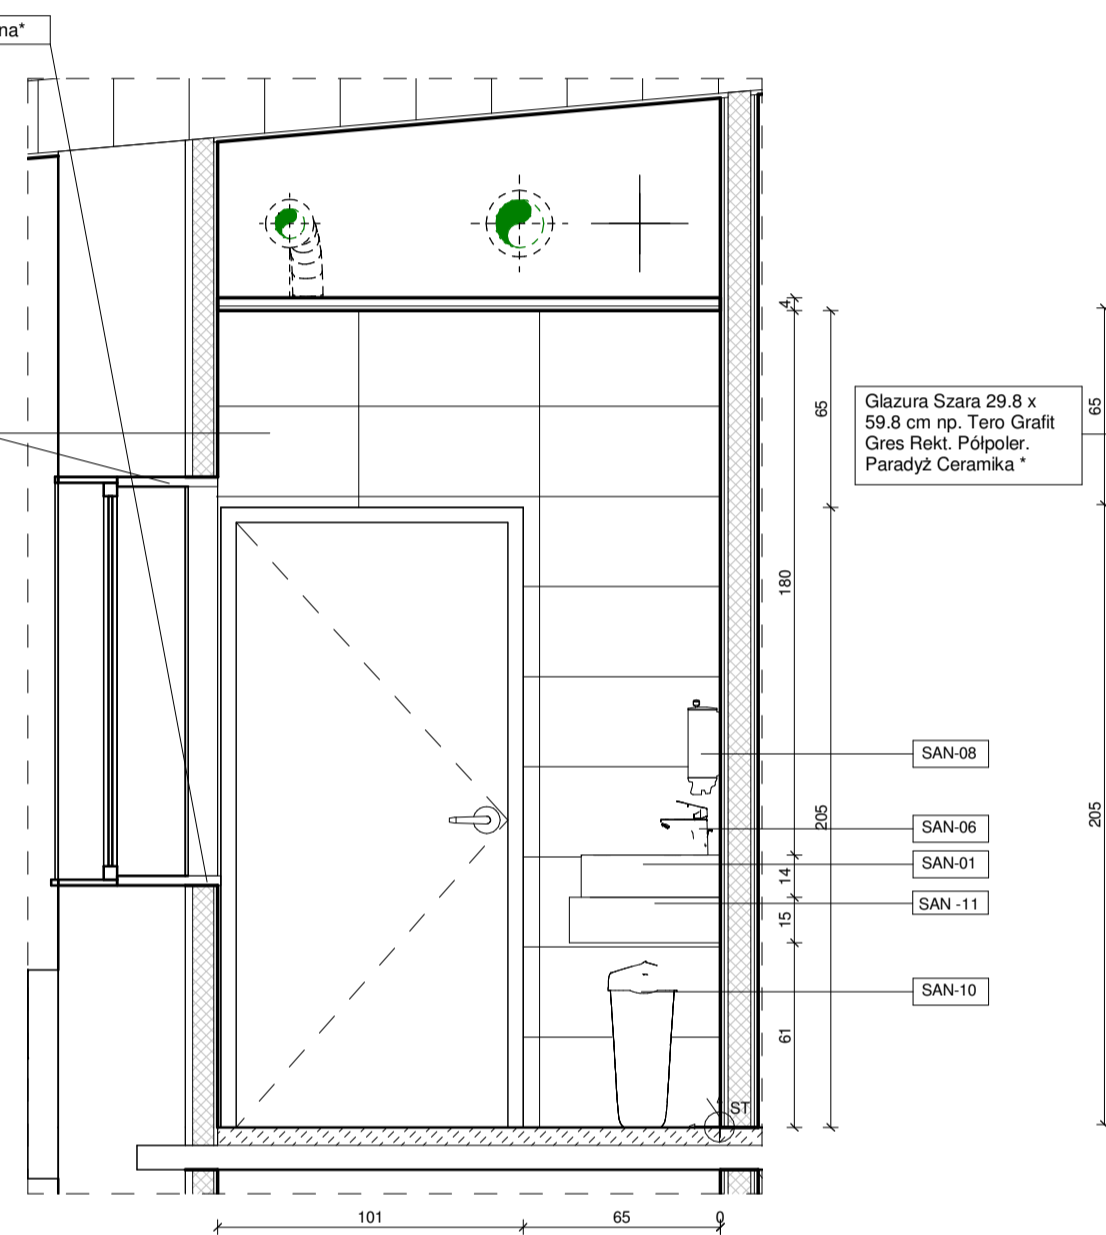 na*
4
65
Glazura Szara 29.8 x
59.8 cm np. Tero Grafit
Gres Rekt. Półpoler.
Paradyż Ceramika *
65
180
SAN-08
205
SAN-06
205
SAN-01
14
SAN -11
15
SAN-10
61
ST
101
65
0